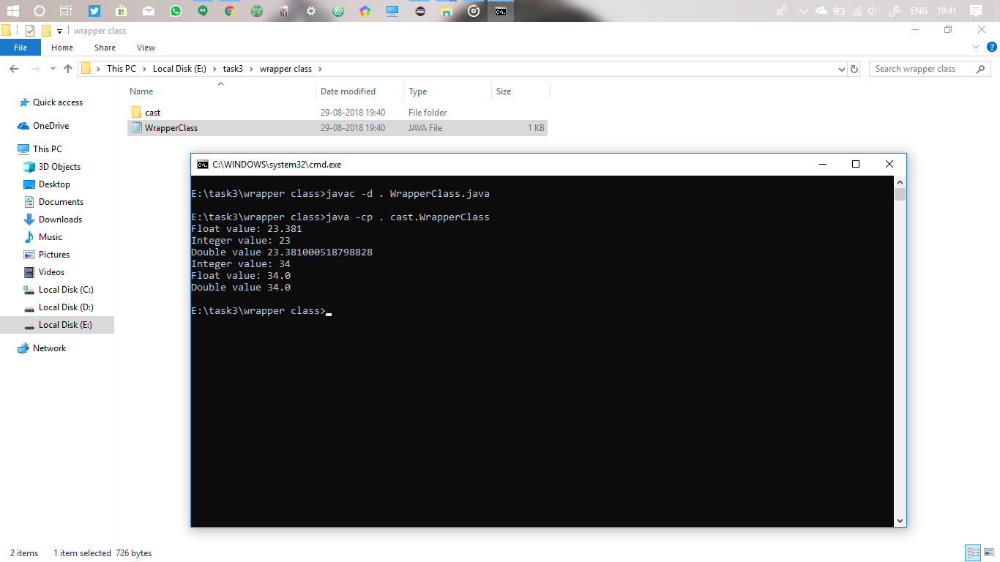 ENG 19:41
wrapper class
File Home Share View
This PC Local Disk (E:) task3 wrapper class
Search wrapper class
Name Date modified Type Size
Quick access
OneDrive
This PC
3D Objects
Desktop
Documents
Downloads
Music
Pictures
Videos
Local Disk (C:)
Local Disk (D:)
Local Disk (E:)
Network
cast 29-08-2018 19:40 File folder
WrapperClass 29-08-2018 19:40 JAVA File 1 KB
C:\WINDOWS\system32\cmd.exe
E:\task3\wrapper class>javac -d . WrapperClass.java
E:\task3\wrapper class>java -cp . cast.WrapperClass
Float value: 23.381
Integer value: 23
Double value 23.381000518798828
Integer value: 34
Float value: 34.0
Double value 34.0
E:\task3\wrapper class>
2 items 1 item selected 726 bytes